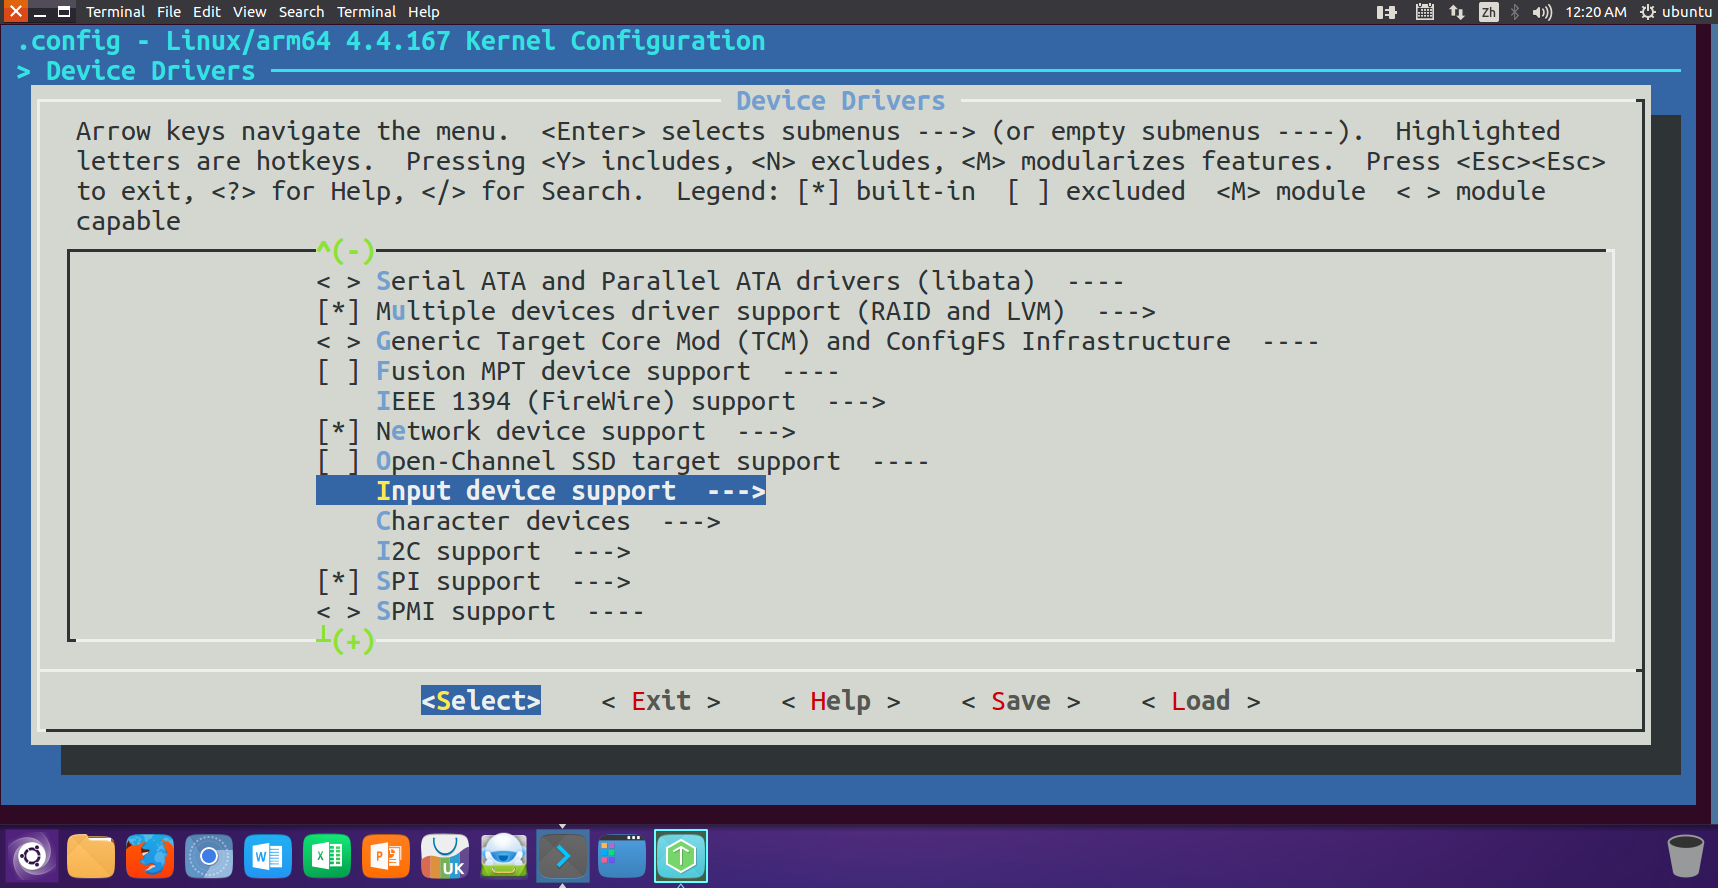 Terminal File Edit View Search Terminal Help Zh 12:20 AM ubuntu
.config - Linux/arm64 4.4.167 Kernel Configuration
> Device Drivers
Device Drivers
Arrow keys navigate the menu.  <Enter> selects submenus ---> (or empty submenus ----).  Highlighted
letters are hotkeys.  Pressing <Y> includes, <N> excludes, <M> modularizes features.  Press <Esc><Esc>
to exit, <?> for Help, </> for Search.  Legend: [*] built-in  [ ] excluded  <M> module  < > module
capable
^(-)
< > Serial ATA and Parallel ATA drivers (libata)  ----
[*] Multiple devices driver support (RAID and LVM)  --->
< > Generic Target Core Mod (TCM) and ConfigFS Infrastructure  ----
[ ] Fusion MPT device support  ----
IEEE 1394 (FireWire) support  --->
[*] Network device support  --->
[ ] Open-Channel SSD target support  ----
Input device support  --->
Character devices  --->
I2C support  --->
[*] SPI support  --->
< > SPMI support  ----
┴(+)
<Select>    < Exit >    < Help >    < Save >    < Load >
W X P UK